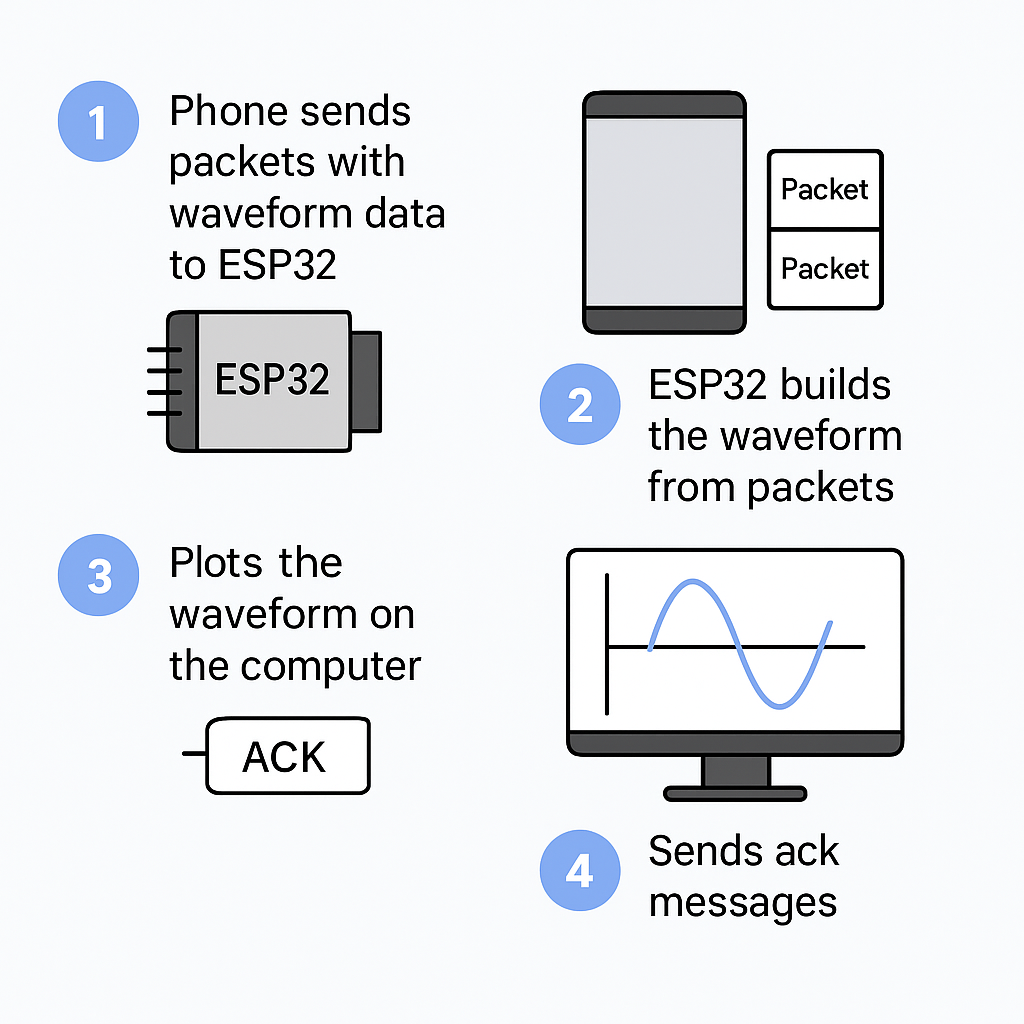 1
Phone sends
packets with
waveform data
to ESP32
Packet
Packet
ESP32
2
ESP32 builds
the waveform
from packets
3
Plots the
waveform on
the computer
ACK
4
Sends ack
messages